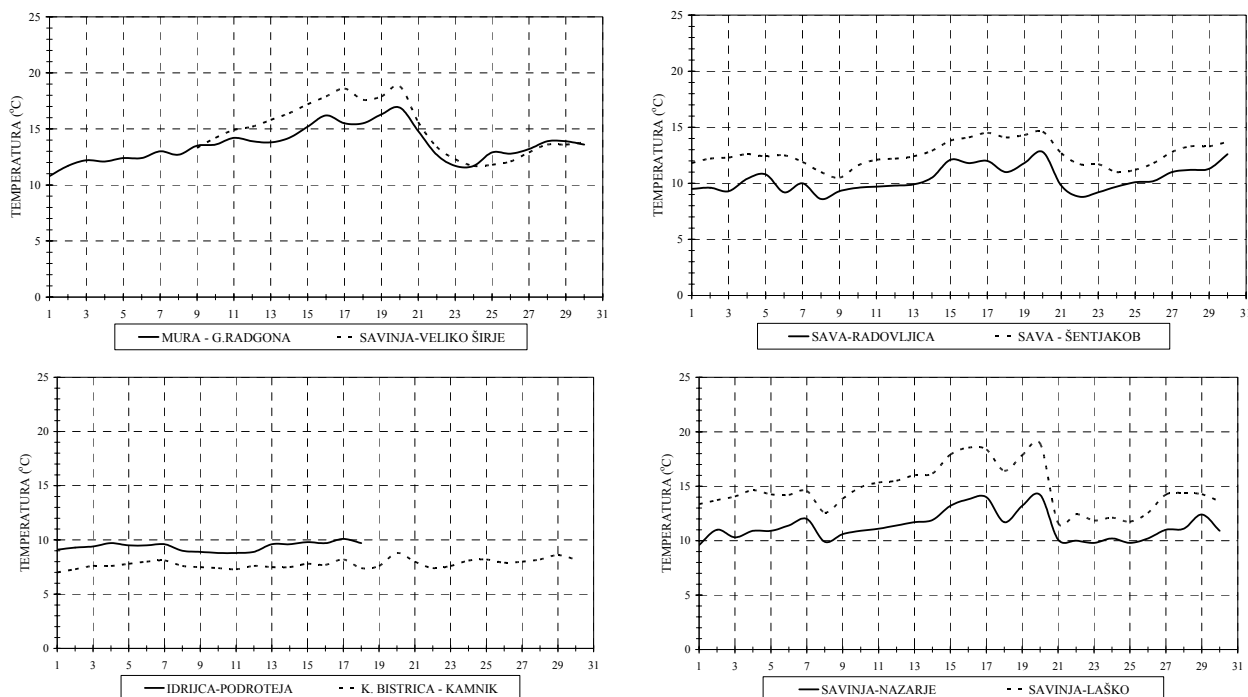 25
20
15
10
5
0
TEMPERATURA (°C)
1 3 5 7 9 11 13 15 17 19 21 23 25 27 29 31
MURA - G.RADGONA SAVINJA-VELIKO ŠIRJE
25
20
15
10
5
0
TEMPERATURA (°C)
1 3 5 7 9 11 13 15 17 19 21 23 25 27 29 31
SAVA-RADOVLJICA SAVA - ŠENTJAKOB
25
20
15
10
5
0
TEMPERATURA (°C)
1 3 5 7 9 11 13 15 17 19 21 23 25 27 29 31
IDRIJCA-PODROTEJA K. BISTRICA - KAMNIK
25
20
15
10
5
0
TEMPERATURA (°C)
1 3 5 7 9 11 13 15 17 19 21 23 25 27 29 31
SAVINJA-NAZARJE SAVINJA-LAŠKO